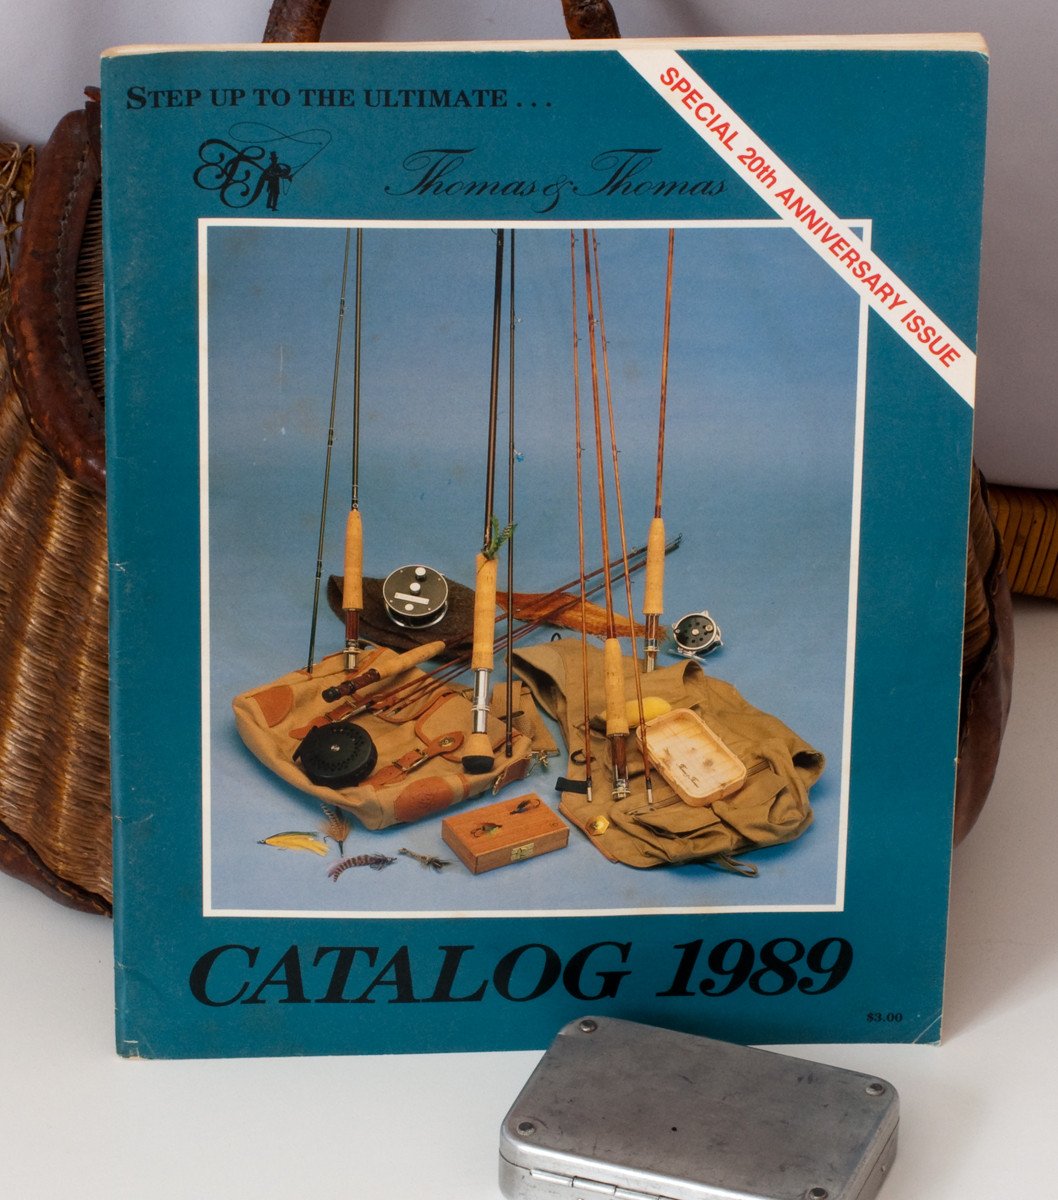 STEP UP TO THE ULTIMATE . . .
SPECIAL 20th ANNIVERSARY ISSUE
Thomas & Thomas
CATALOG 1989
$3.00